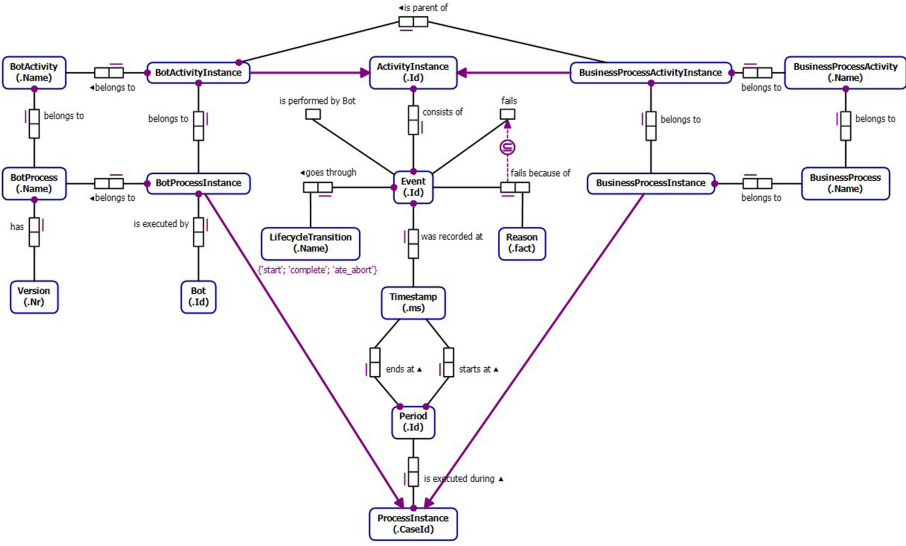 ◄is parent of
BotActivity
(.Name)
BotActivityInstance
ActivityInstance
(.Id)
BusinessProcessActivityInstance
BusinessProcessActivity
(.Name)
◄belongs to
belongs to
is performed by Bot
fails
consists of
belongs to
belongs to
belongs to
belongs to
◄goes through
fails because of
BotProcess
(.Name)
BotProcessInstance
Event
(.Id)
BusinessProcessInstance
BusinessProcess
(.Name)
◄belongs to
belongs to
has
is executed by
LifecycleTransition
(.Name)
was recorded at
Reason
(.fact)
{'start'; 'complete'; 'ate_abort'}
Version
(.Nr)
Bot
(.Id)
Timestamp
(.ms)
ends at ▲
starts at ▲
Period
(.Id)
is executed during ▲
ProcessInstance
(.CaseId)